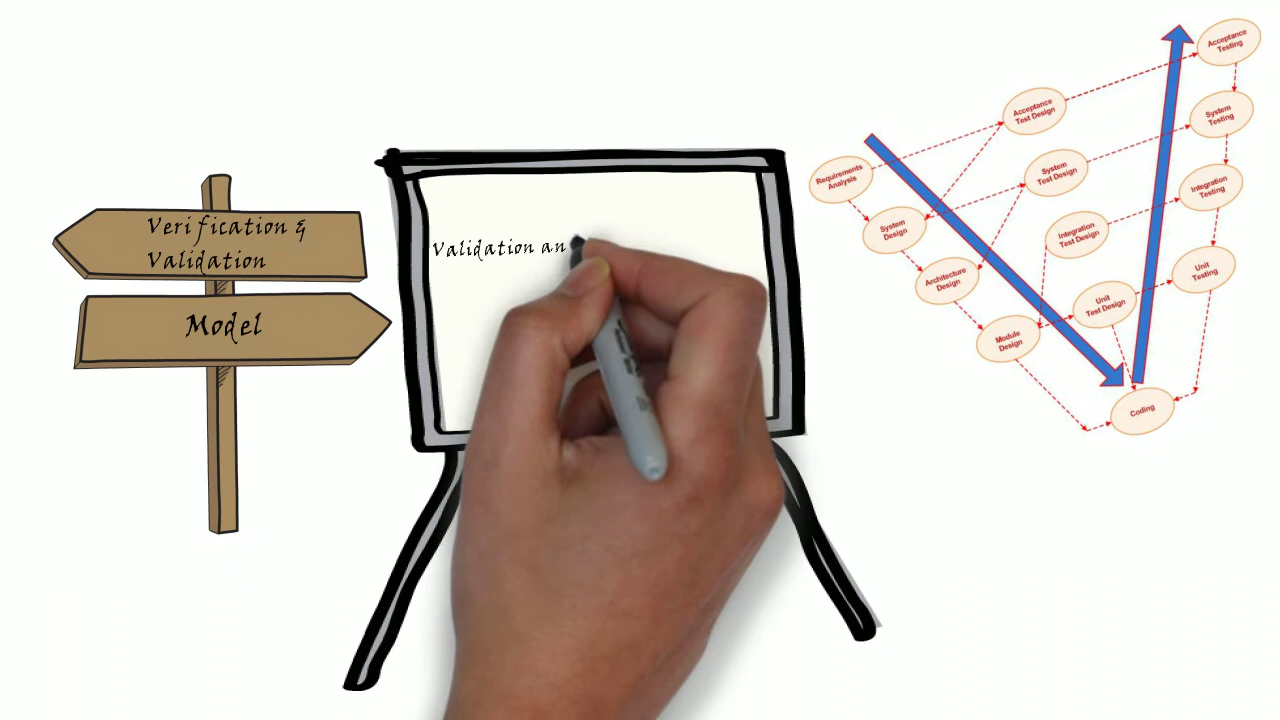 Verification &
Validation
Model
Validation an
Acceptance
Testing
Acceptance
Test Design
System
Testing
Requirements
Analysis
System
Test Design
Integration
Testing
System
Design
Integration
Test Design
Unit
Testing
Architecture
Design
Unit
Test Design
Module
Design
Coding